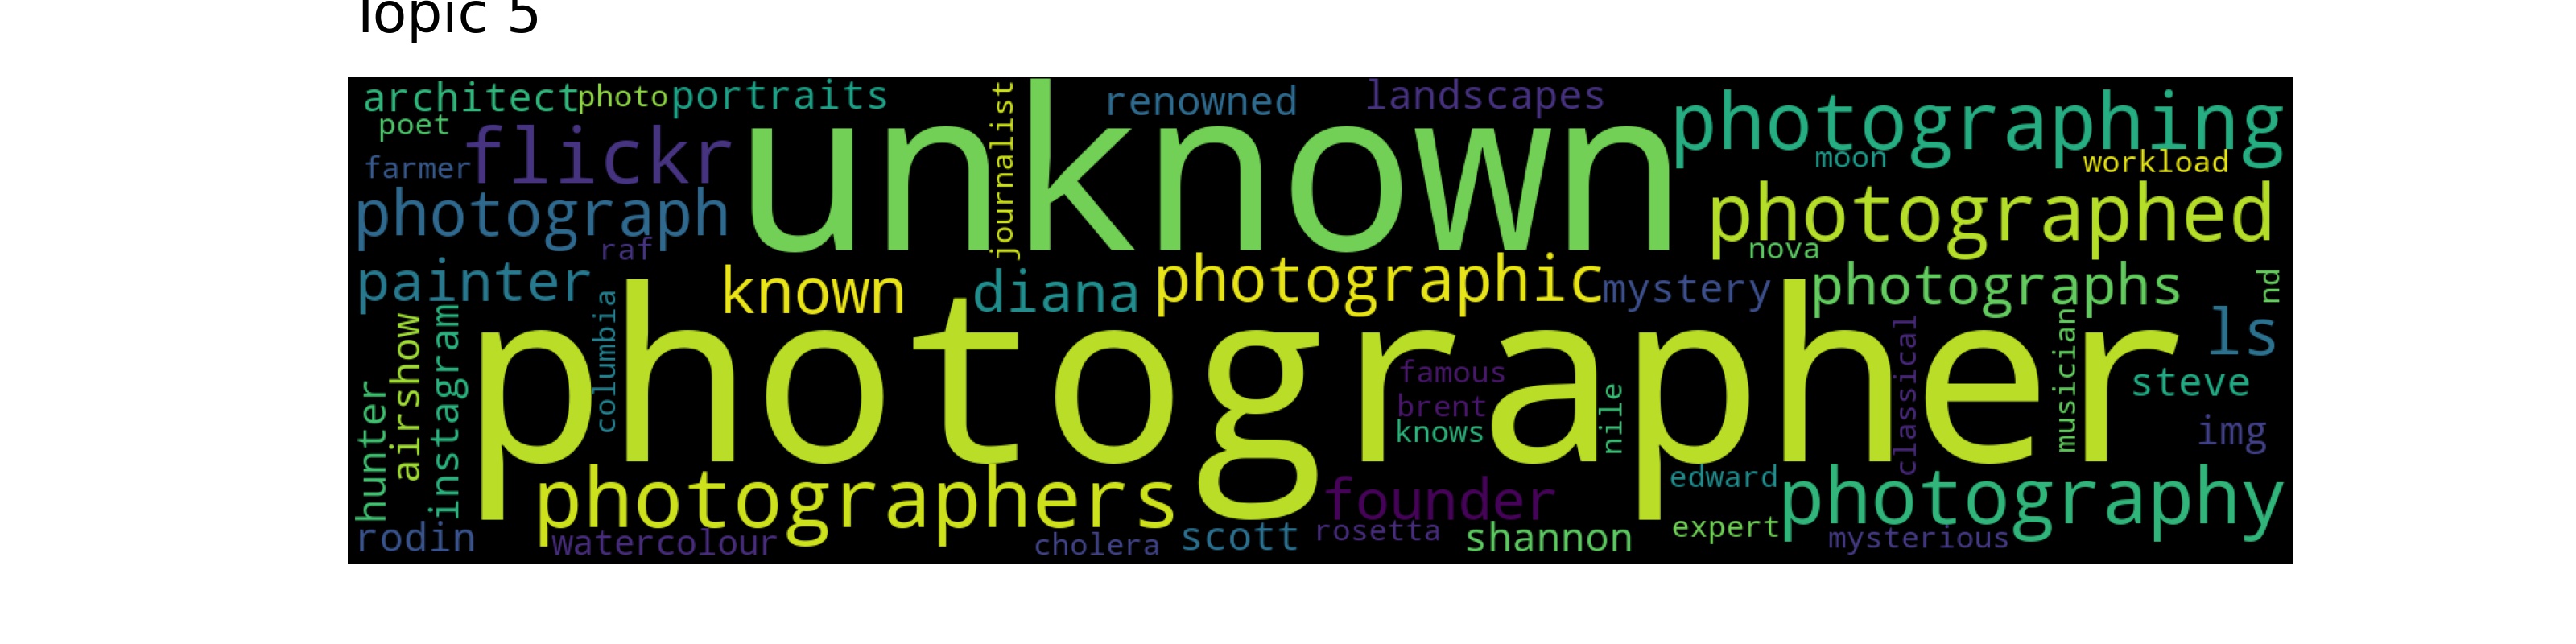 Topic 5
architect photo portraits journalist renowned landscapes photographing
poet flickr unknown moon workload
farmer
photograph photographed
raf nova
painter known diana photographic mystery photographs nd
columbia photographer ls
hunter airshow instagram famous classical musician steve
brent nile
knows img
photographers founder edward photography
rodin watercolour cholera scott rosetta shannon expert mysterious